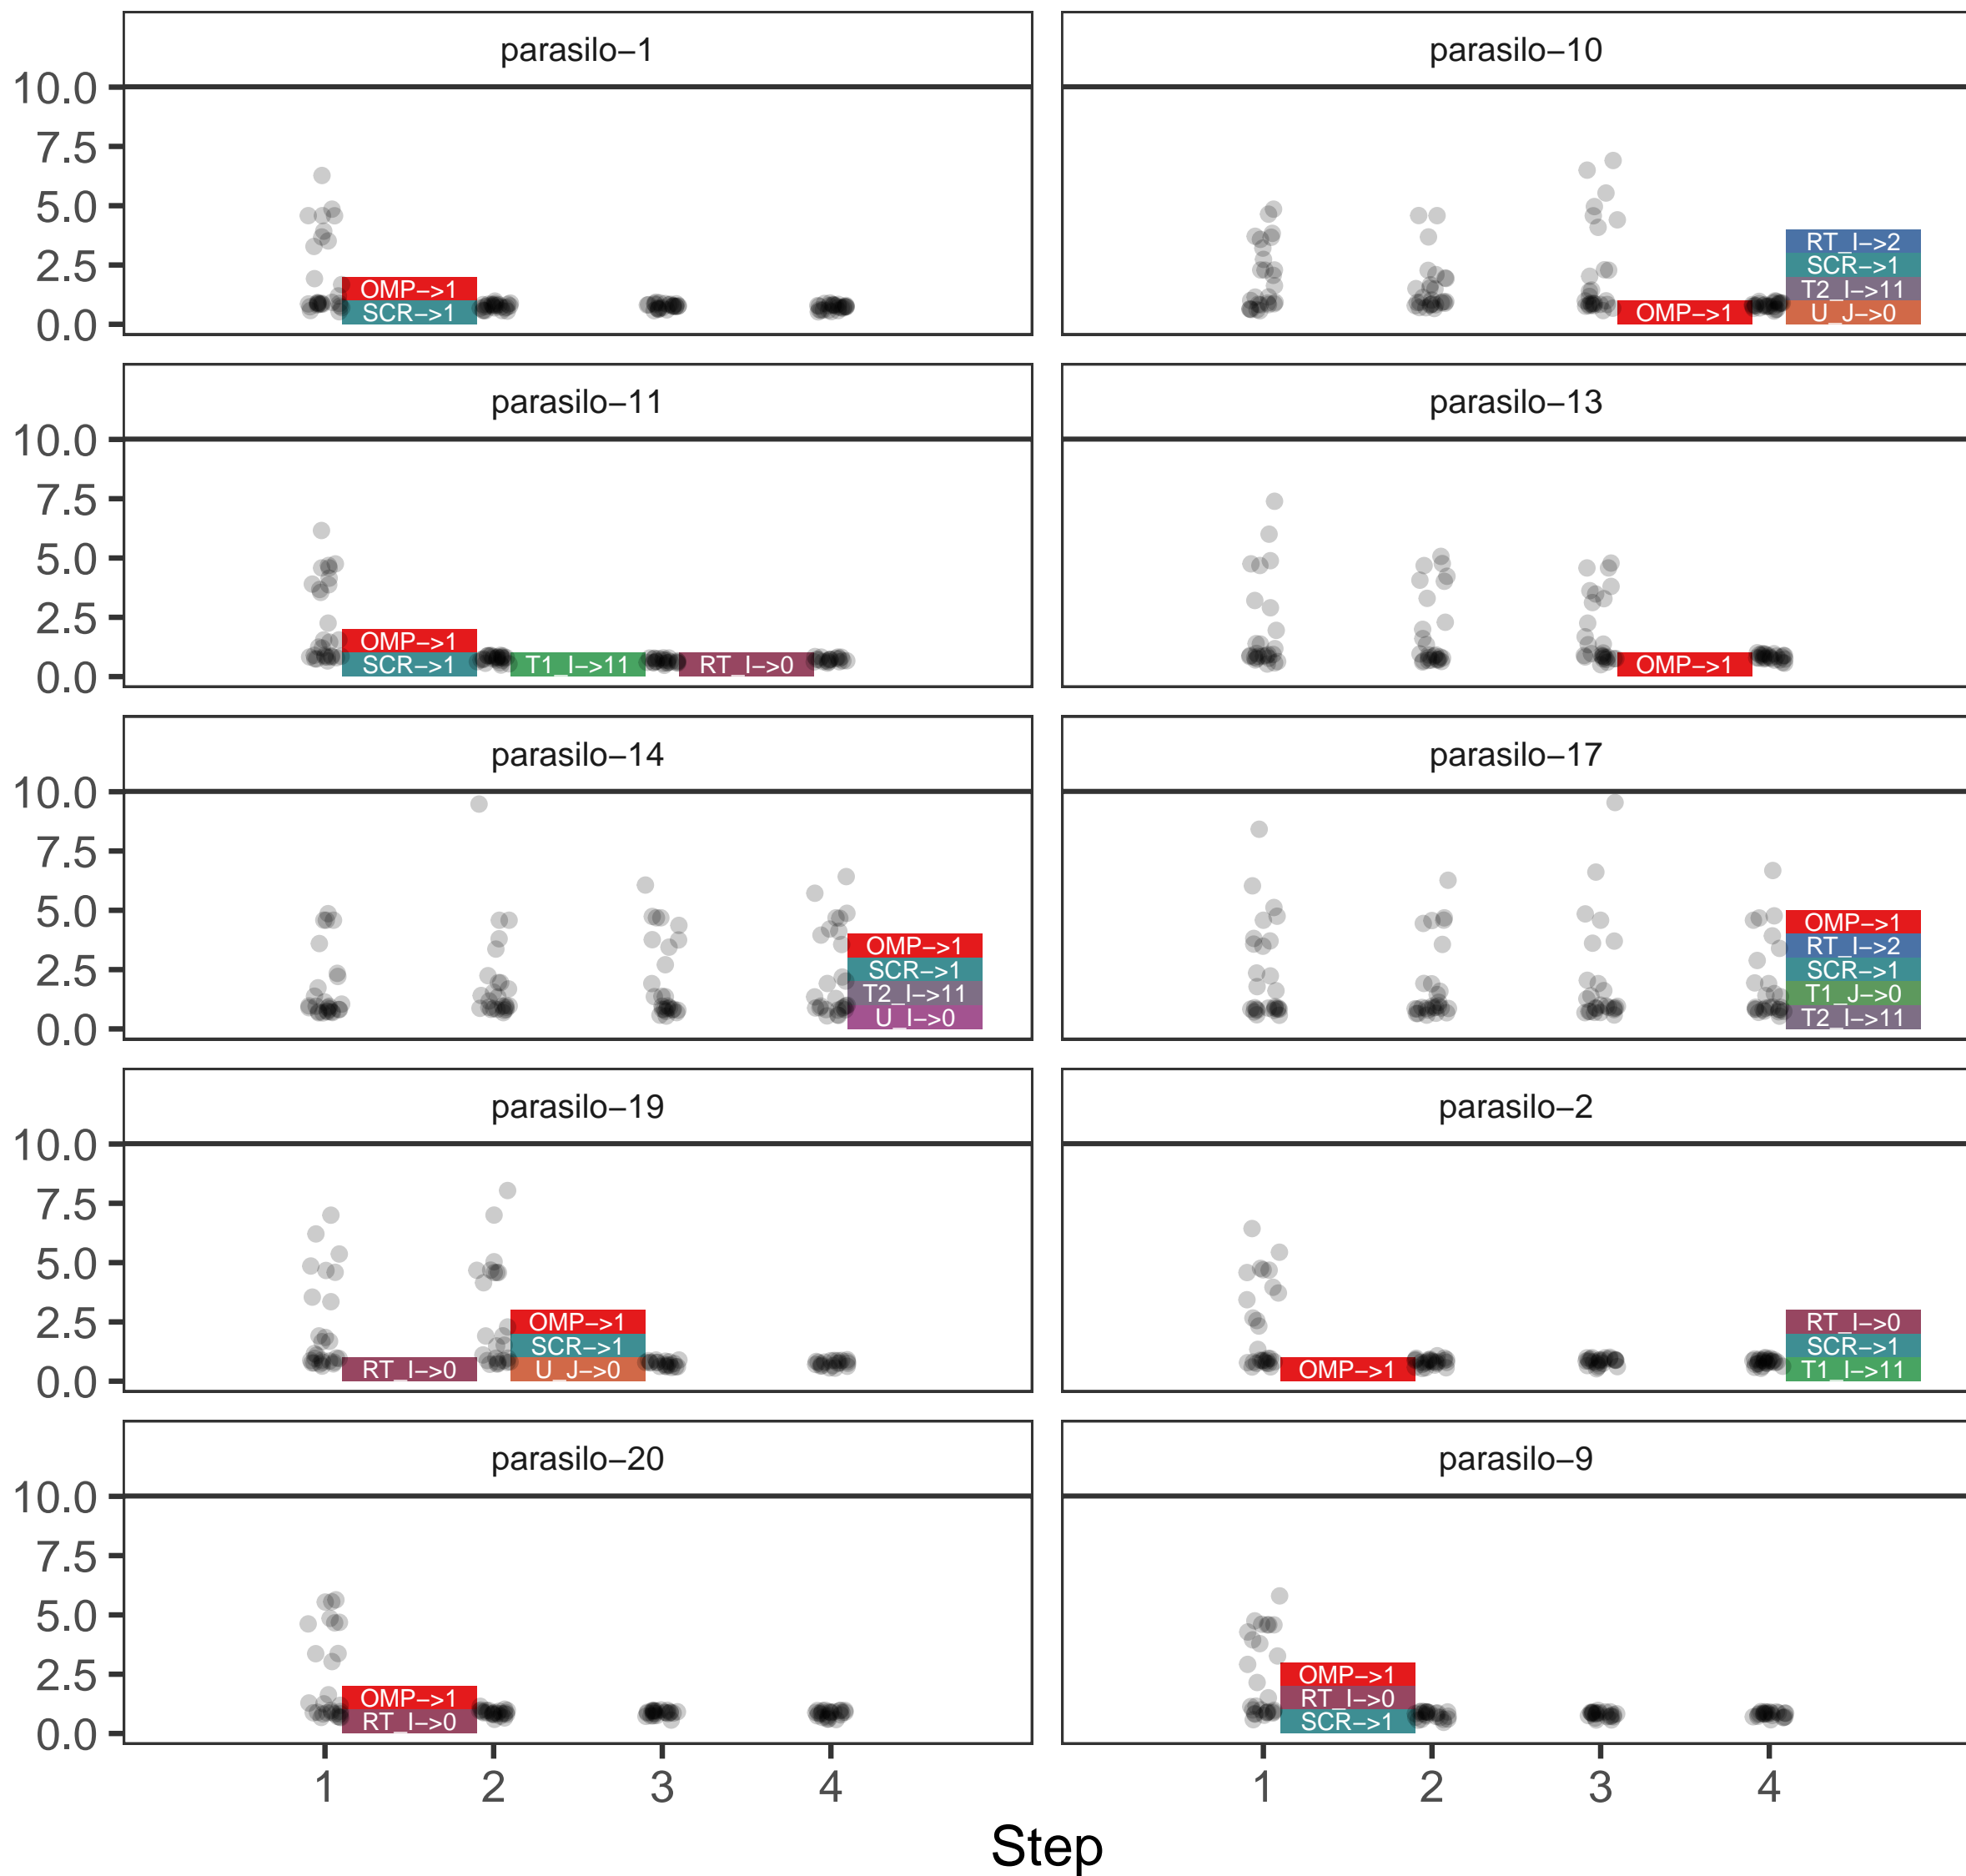 parasilo−1
parasilo−10
10.0
7.5
5.0
2.5
0.0
OMP−>1
SCR−>1
OMP−>1
RT_I−>2
SCR−>1
T2_I−>11
U_J−>0
parasilo−11
parasilo−13
10.0
7.5
5.0
2.5
0.0
OMP−>1
SCR−>1
T1_I−>11
RT_I−>0
OMP−>1
parasilo−14
parasilo−17
10.0
7.5
5.0
2.5
0.0
OMP−>1
SCR−>1
T2_I−>11
U_I−>0
OMP−>1
RT_I−>2
SCR−>1
T1_J−>0
T2_I−>11
parasilo−19
parasilo−2
10.0
7.5
5.0
2.5
0.0
RT_I−>0
OMP−>1
SCR−>1
U_J−>0
OMP−>1
RT_I−>0
SCR−>1
T1_I−>11
parasilo−20
parasilo−9
10.0
7.5
5.0
2.5
0.0
OMP−>1
RT_I−>0
OMP−>1
RT_I−>0
SCR−>1
1 2 3 4
1 2 3 4
Step